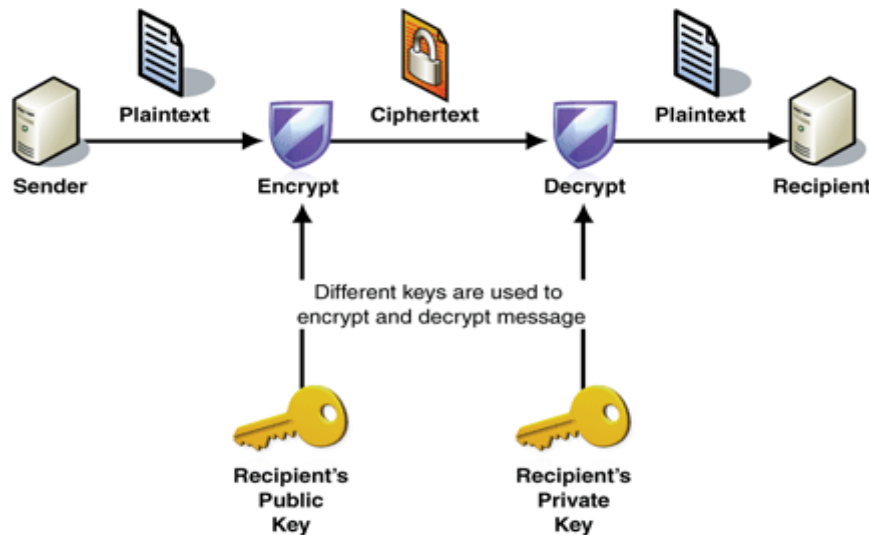 Plaintext
Ciphertext
Plaintext
Sender
Encrypt
Decrypt
Recipient
Different keys are used to
encrypt and decrypt message
Recipient's
Public
Key
Recipient's
Private
Key